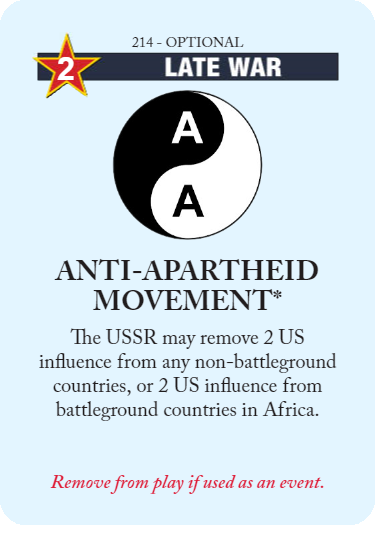 214 - OPTIONAL
2
LATE WAR
A
A
ANTI-APARTHEID
MOVEMENT*
The USSR may remove 2 US
influence from any non-battleground
countries, or 2 US influence from
battleground countries in Africa.
Remove from play if used as an event.